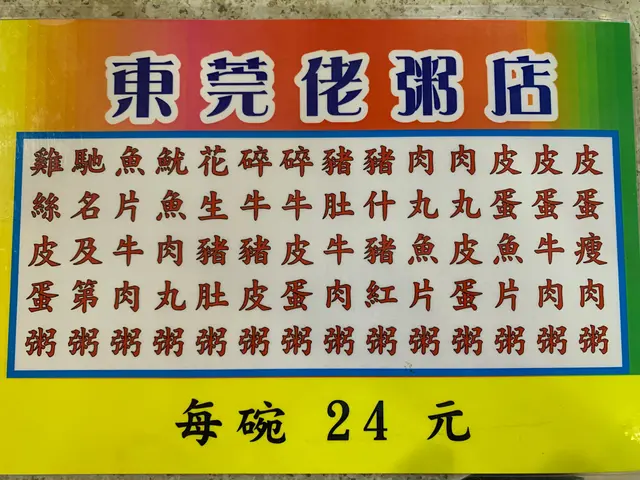 東莞佬粥店
皮蛋瘦肉粥
皮蛋牛肉粥
皮蛋魚片粥
肉丸皮蛋粥
肉丸魚片粥
豬什豬紅粥
豬肚牛肉粥
碎牛皮蛋粥
碎牛豬皮粥
花生豬肚粥
魷魚肉丸粥
魚片牛肉粥
馳名及第粥
雞絲皮蛋粥
每碗 24 元